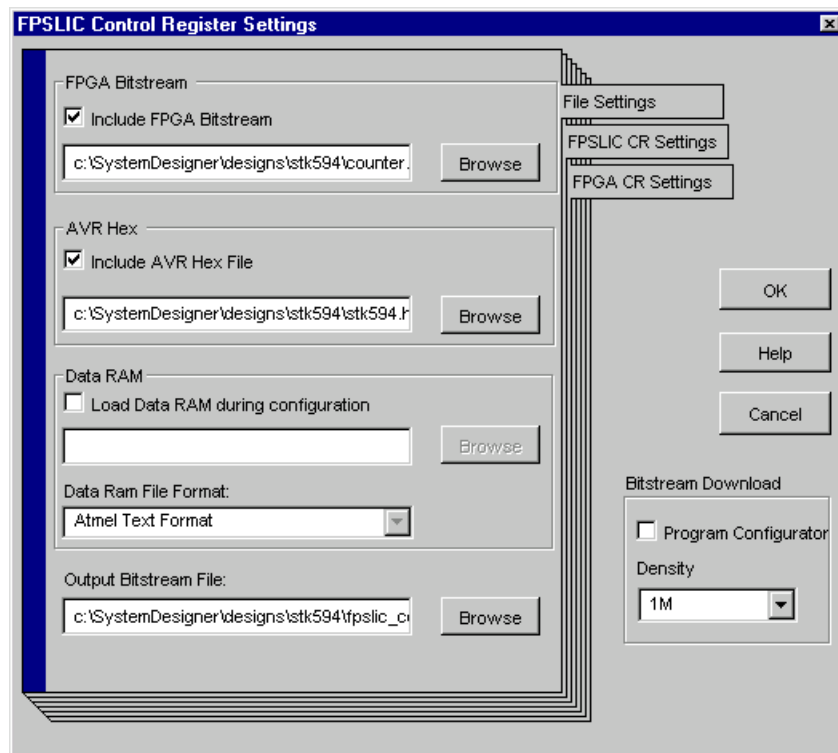 FPSLIC Control Register Settings
FPGA Bitstream
Include FPGA Bitstream
c:\SystemDesigner\designs\stk594\counter.
Browse
File Settings
FPSLIC CR Settings
FPGA CR Settings
AVR Hex
Include AVR Hex File
c:\SystemDesigner\designs\stk594\stk594.h
Browse
OK
Help
Cancel
Data RAM
Load Data RAM during configuration
Browse
Data Ram File Format:
Atmel Text Format
Output Bitstream File:
c:\SystemDesigner\designs\stk594\fpslic_c
Browse
Bitstream Download
Program Configurator
Density
1M